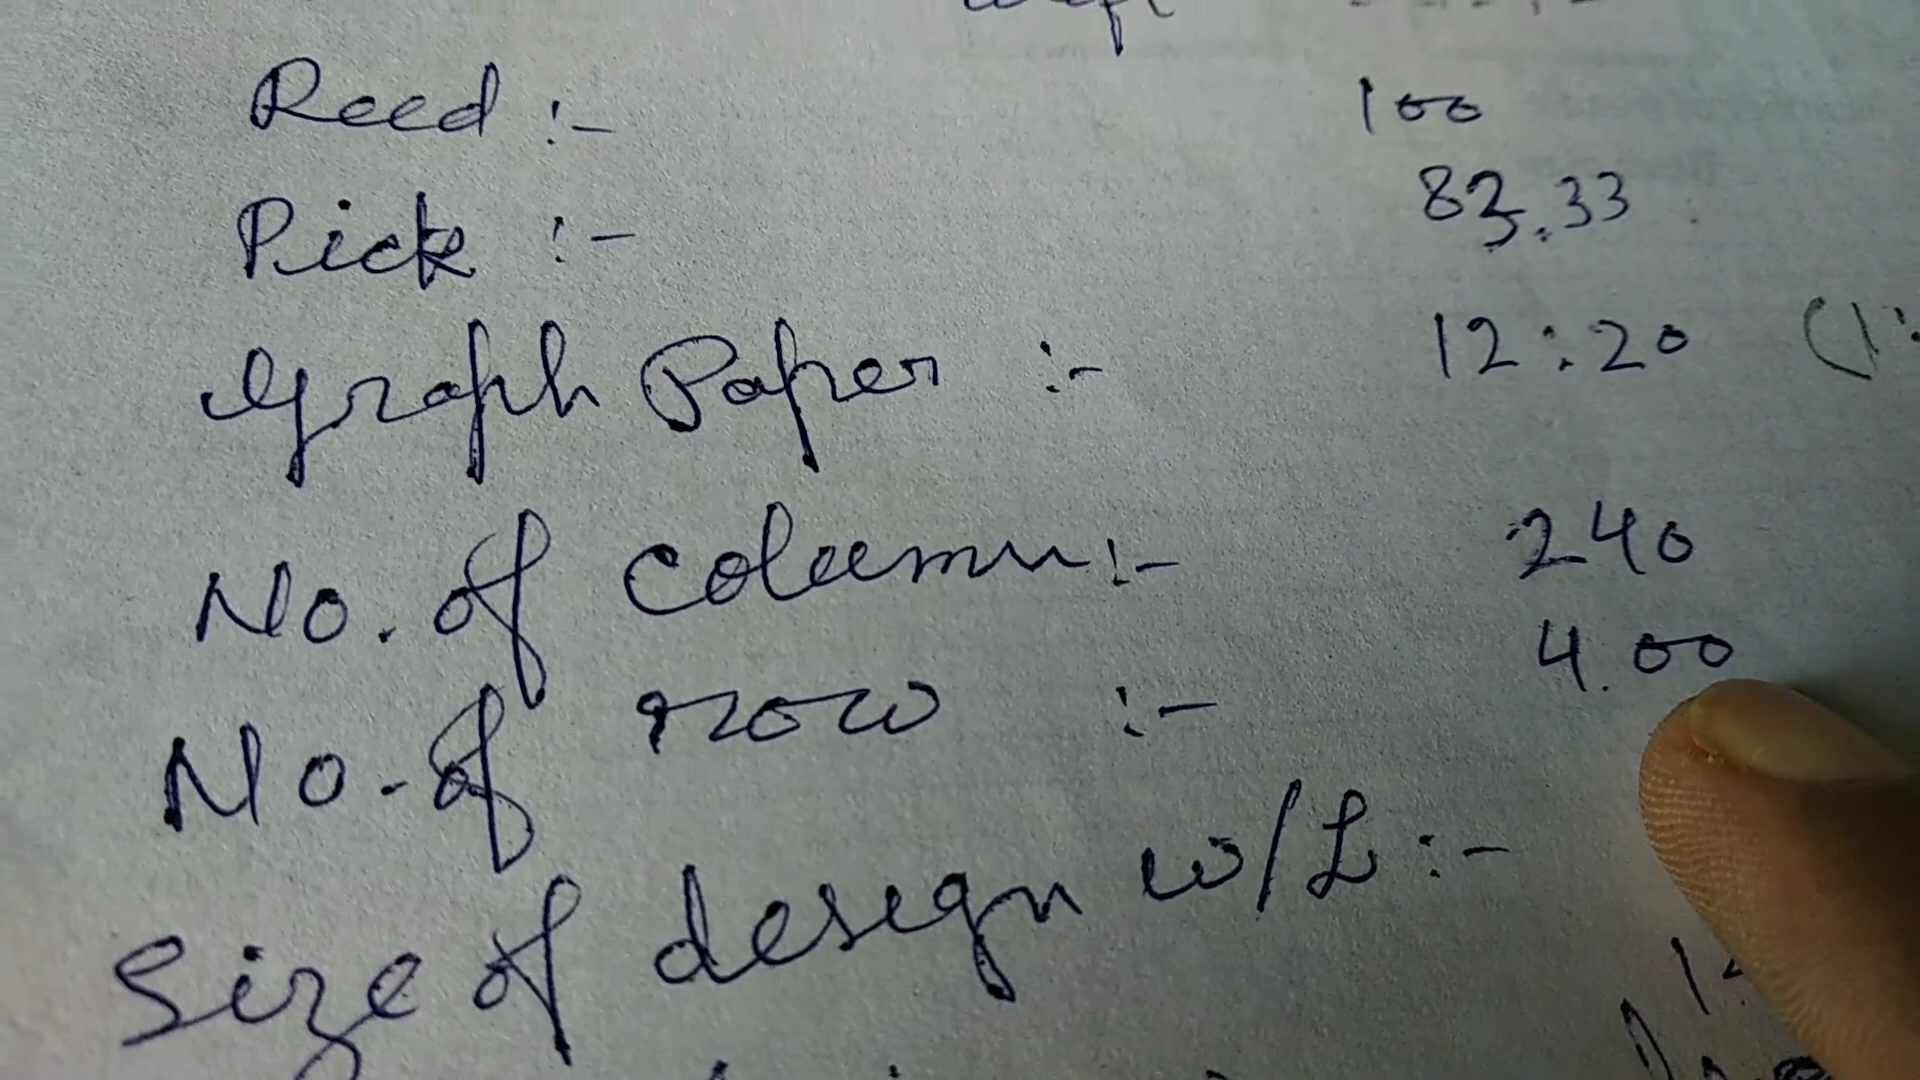 Reed :- 100
Pick :- 83.33
Graph Paper :- 12:20 (1:
No. of column :- 240
No. of row :- 4.00
Size of design w/L :-